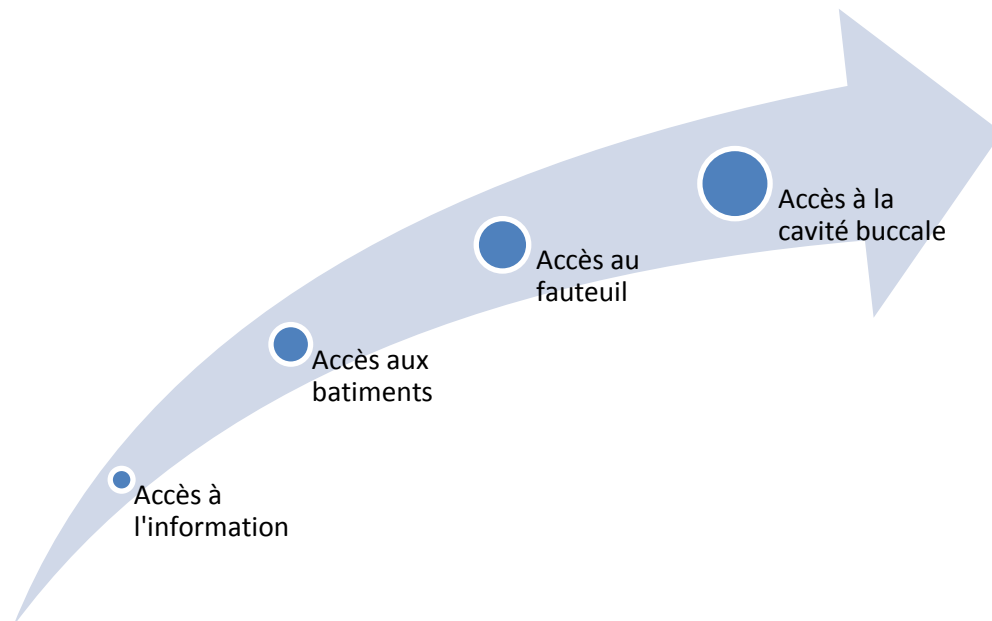 Accès à la
cavité buccale
Accès au
fauteuil
Accès aux
batiments
Accès à
l'information